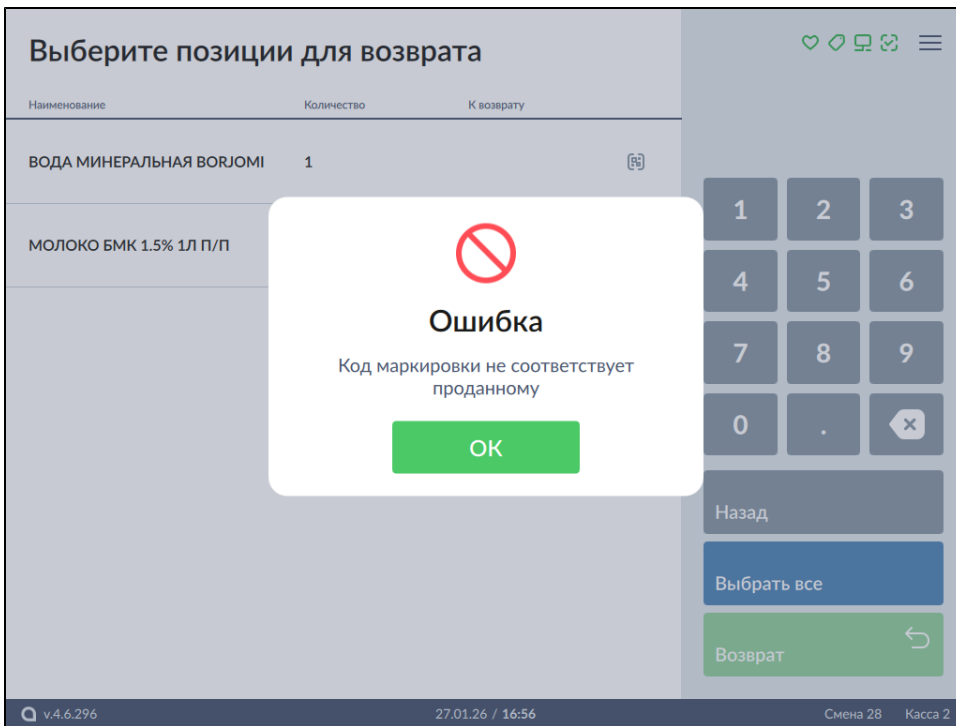 Выберите позиции для возврата
Наименование Количество К возврату
ВОДА МИНЕРАЛЬНАЯ BORJOMI 1
МОЛОКО БМК 1.5% 1Л П/П
Ошибка
Код маркировки не соответствует
проданному
ОК
1 2 3
4 5 6
7 8 9
0 .
Назад
Выбрать все
Возврат
v.4.6.296 27.01.26 / 16:56 Смена 28 Касса 2